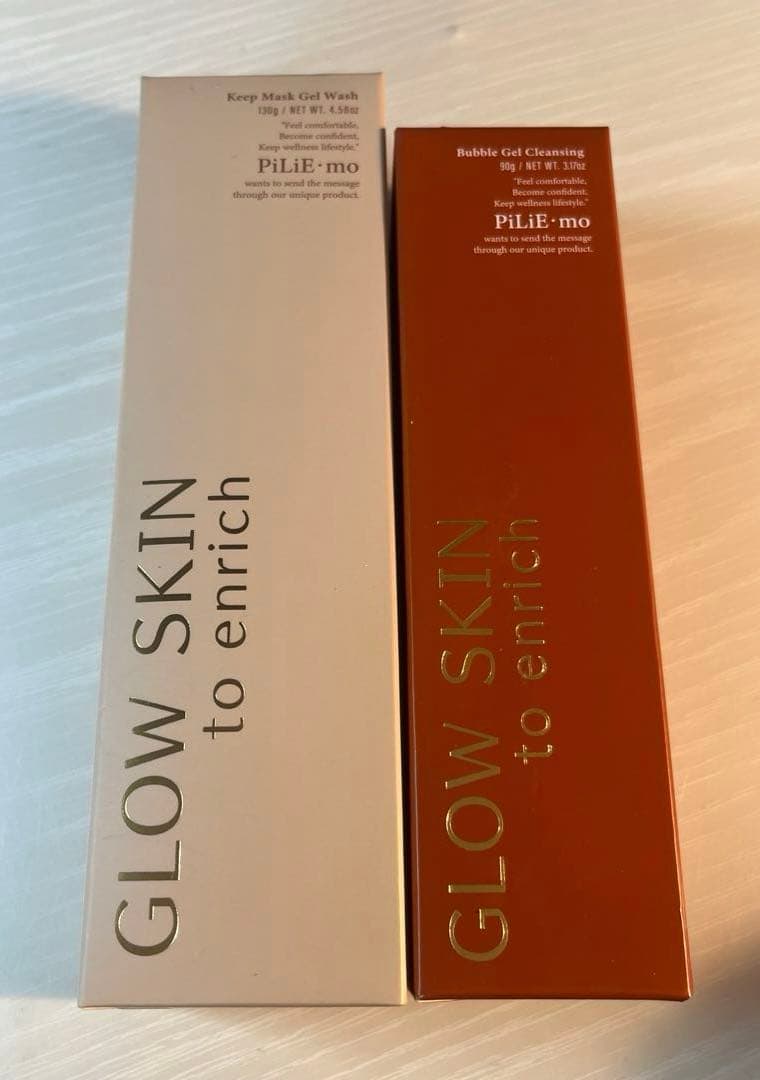 Keep Mask Gel Wash
130g / NET WT. 4.58oz
"Feel comfortable,
Become confident,
Keep wellness lifestyle."
PiLiE·mo
wants to send the message
through our unique product.
GLOW SKIN
to enrich
Bubble Gel Cleansing
90g / NET WT. 3.17oz
"Feel comfortable,
Become confident,
Keep wellness lifestyle."
PiLiE·mo
wants to send the message
through our unique product.
GLOW SKIN
to enrich